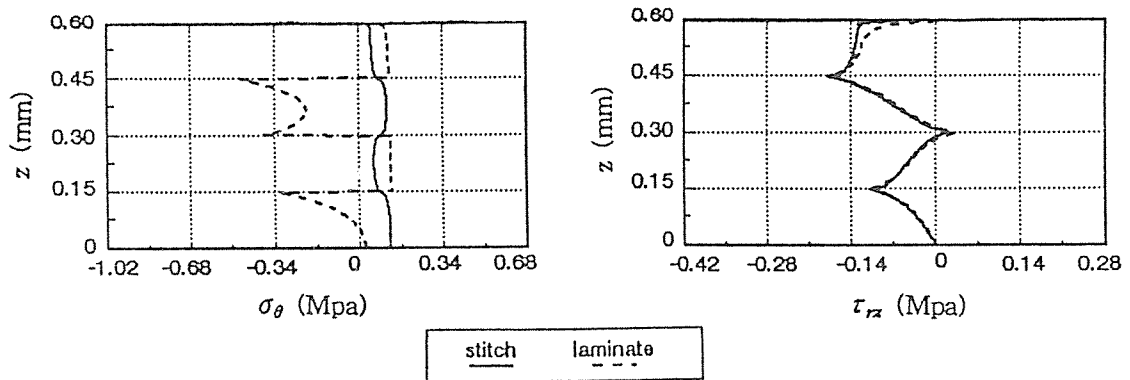 0.60
0.45
0.30
0.15
0
z (mm)
-1.02 -0.68 -0.34 0 0.34 0.68
σθ (Mpa)
0.60
0.45
0.30
0.15
0
z (mm)
-0.42 -0.28 -0.14 0 0.14 0.28
τrz (Mpa)
stitch laminate